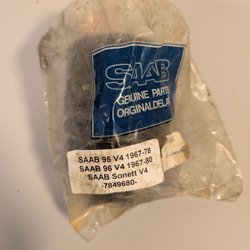 SAAB
GENUINE PARTS
ORIGINALDELAR
SAAB 95 V4 1967-78
SAAB 96 V4 1967-80
SAAB Sonett V4
-7849680-